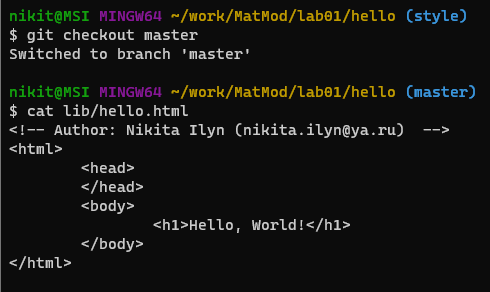 nikit@MSI MINGW64 ~/work/MatMod/lab01/hello (style)
$ git checkout master
Switched to branch 'master'

nikit@MSI MINGW64 ~/work/MatMod/lab01/hello (master)
$ cat lib/hello.html
<!-- Author: Nikita Ilyn (nikita.ilyn@ya.ru)  -->
<html>
        <head>
        </head>
        <body>
                <h1>Hello, World!</h1>
        </body>
</html>